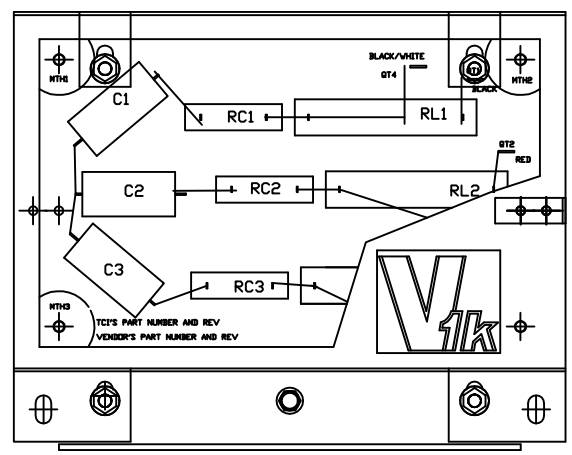 BLACK/WHITE
MTH1
QT4
MTH2
BLACK
C1
RC1
RL1
QT2
RED
C2
RC2
RL2
C3
RC3
MTH3
TCI'S PART NUMBER AND REV
VENDOR'S PART NUMBER AND REV
V1k